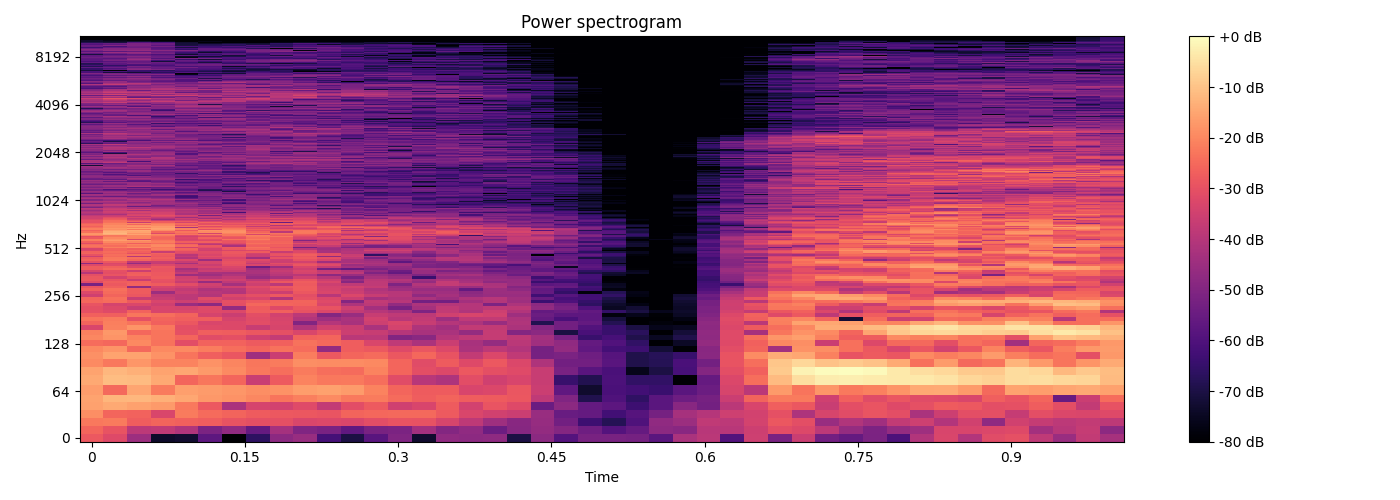 Power spectrogram
Hz
8192
4096
2048
1024
512
256
128
64
0
0 0.15 0.3 0.45 0.6 0.75 0.9
Time
+0 dB
-10 dB
-20 dB
-30 dB
-40 dB
-50 dB
-60 dB
-70 dB
-80 dB